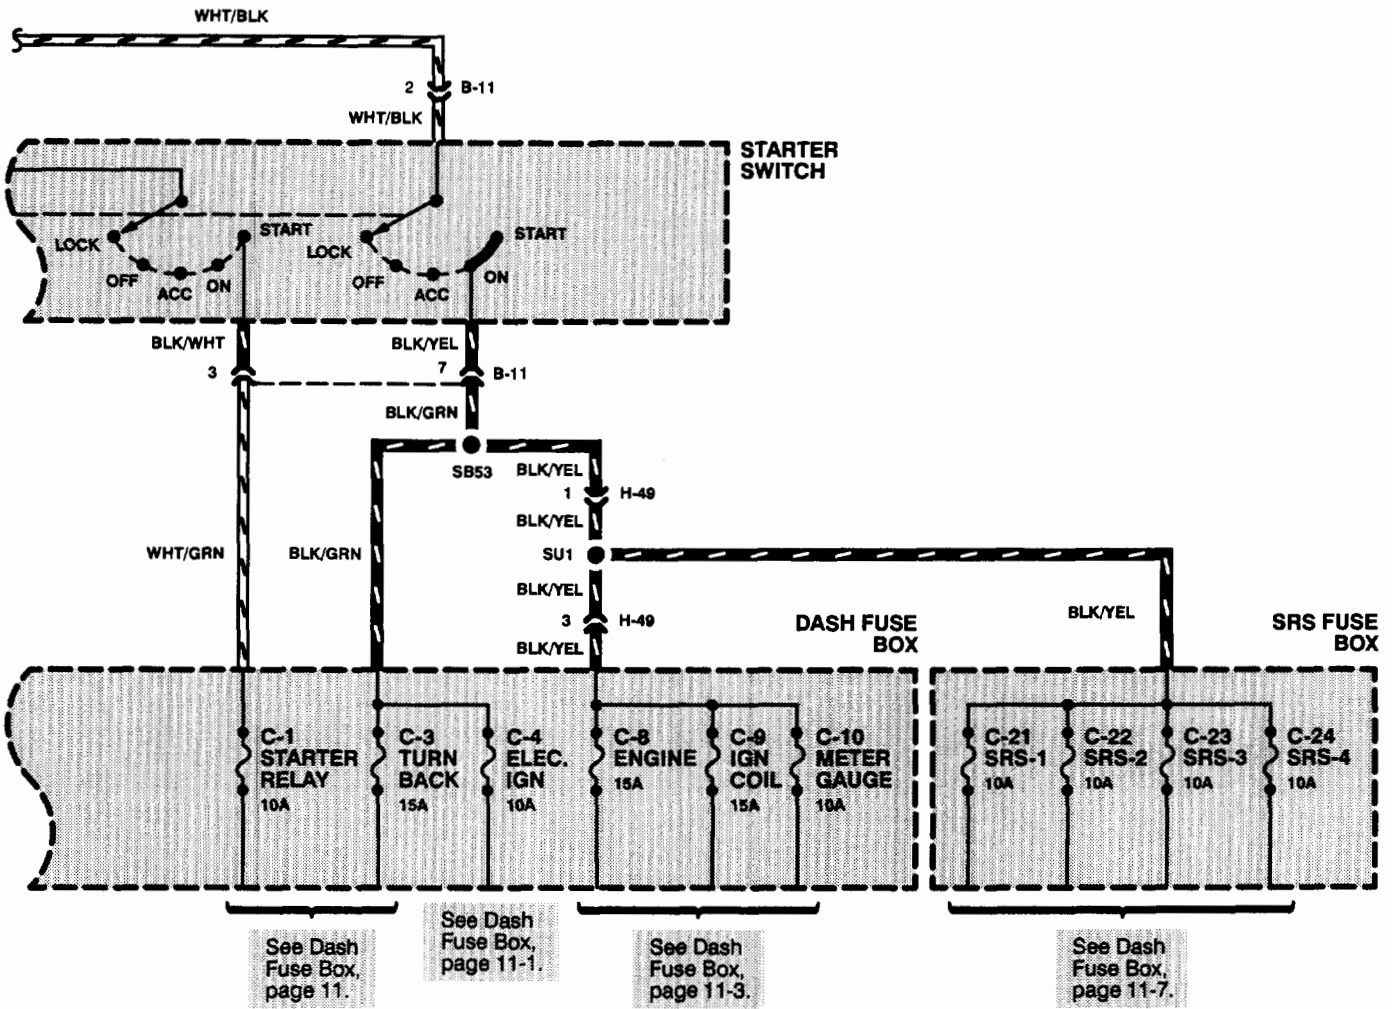 WHT/BLK
2 B-11
WHT/BLK
STARTER
SWITCH
LOCK
OFF
ACC
ON
START
LOCK
OFF
ACC
ON
START
BLK/WHT
3
BLK/YEL
7 B-11
BLK/GRN
SB53
BLK/YEL
1 H-49
BLK/YEL
WHT/GRN
BLK/GRN
SU1
BLK/YEL
3 H-49
BLK/YEL
BLK/YEL
DASH FUSE
BOX
SRS FUSE
BOX
C-1
STARTER
RELAY
10A
C-3
TURN
BACK
15A
C-4
ELEC.
IGN
10A
C-8
ENGINE
15A
C-9
IGN
COIL
15A
C-10
METER
GAUGE
10A
C-21
SRS-1
10A
C-22
SRS-2
10A
C-23
SRS-3
10A
C-24
SRS-4
10A
See Dash
Fuse Box,
page 11.
See Dash
Fuse Box,
page 11-1.
See Dash
Fuse Box,
page 11-3.
See Dash
Fuse Box,
page 11-7.